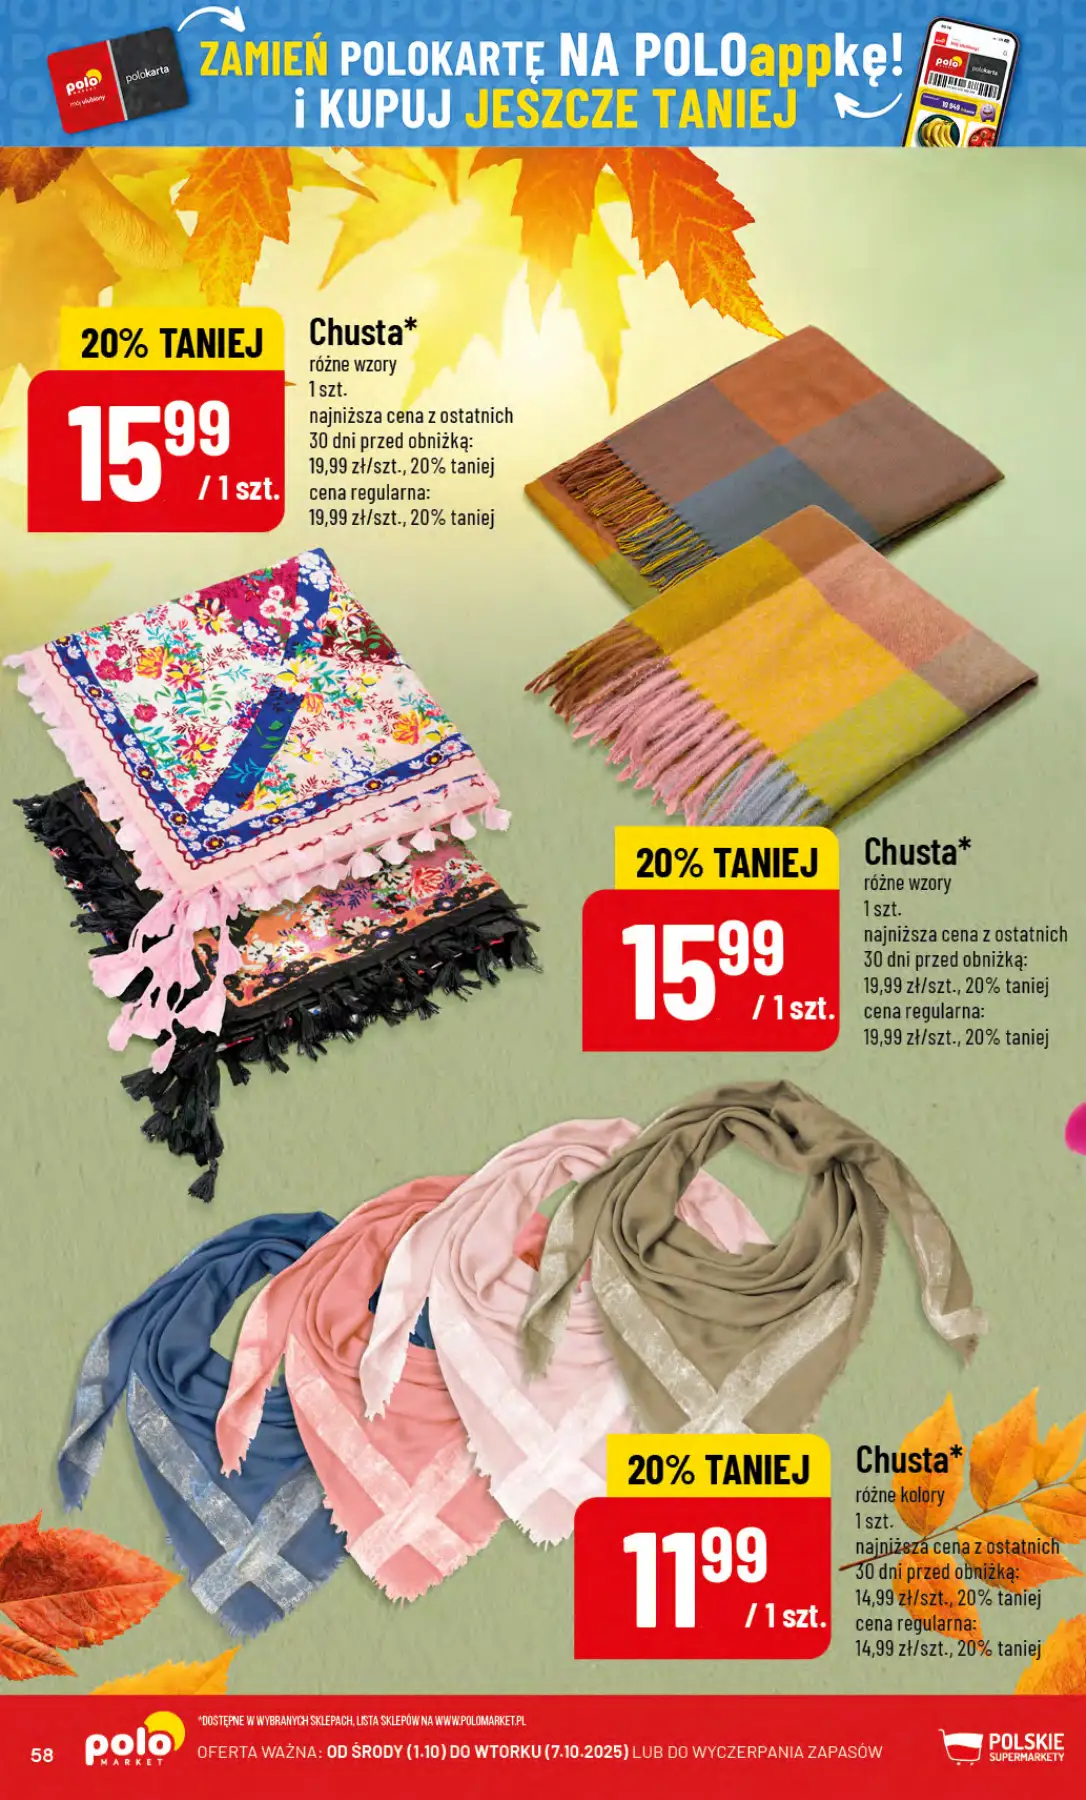 ZAMIEŃ POLOKARTĘ NA POLOappkę!
i KUPUJ JESZCZE TANIEJ
polo
MARKET
mój ulubiony
polokarta
polo
polokarta
20% TANIEJ
15 99
/ 1 szt.
Chusta*
różne wzory
1 szt.
najniższa cena z ostatnich
30 dni przed obniżką:
19,99 zł/szt., 20% taniej
cena regularna:
19,99 zł/szt., 20% taniej
20% TANIEJ
15 99
/ 1 szt.
Chusta*
różne wzory
1 szt.
najniższa cena z ostatnich
30 dni przed obniżką:
19,99 zł/szt., 20% taniej
cena regularna:
19,99 zł/szt., 20% taniej
20% TANIEJ
11 99
/ 1 szt.
Chusta*
różne kolory
1 szt.
najniższa cena z ostatnich
30 dni przed obniżką:
14,99 zł/szt., 20% taniej
cena regularna:
14,99 zł/szt., 20% taniej
*DOSTĘPNE W WYBRANYCH SKLEPACH, LISTA SKLEPÓW NA WWW.POLOMARKET.PL
58
polo
MARKET
OFERTA WAŻNA: OD ŚRODY (1.10) DO WTORKU (7.10.2025) LUB DO WYCZERPANIA ZAPASÓW
POLSKIE
SUPERMARKETY